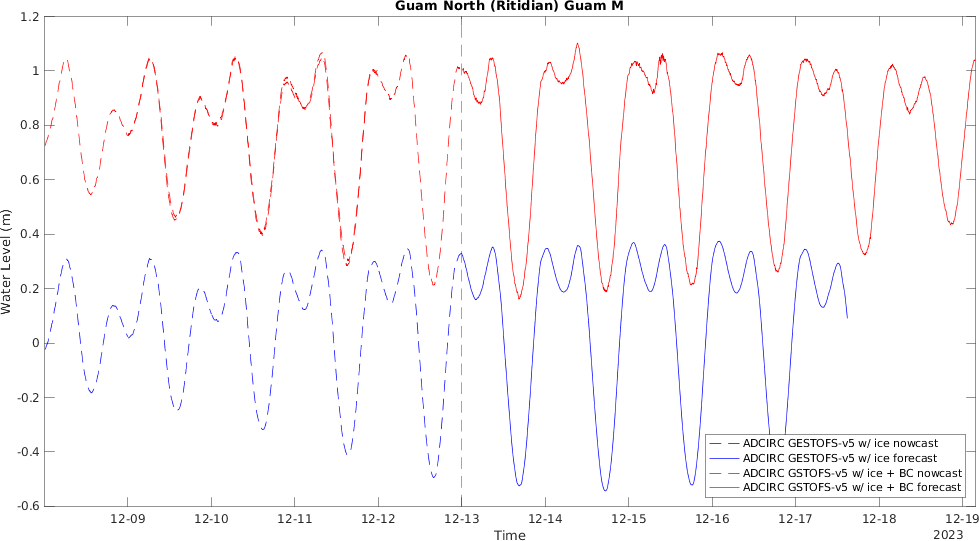 Guam North (Ritidian) Guam M
1.2
1
0.8
0.6
0.4
0.2
0
-0.2
-0.4
-0.6
Water Level (m)
ADCIRC GESTOFS-v5 w/ ice nowcast
ADCIRC GESTOFS-v5 w/ ice forecast
ADCIRC GSTOFS-v5 w/ ice + BC nowcast
ADCIRC GSTOFS-v5 w/ ice + BC forecast
12-09 12-10 12-11 12-12 12-13 12-14 12-15 12-16 12-17 12-18 12-19
Time
2023